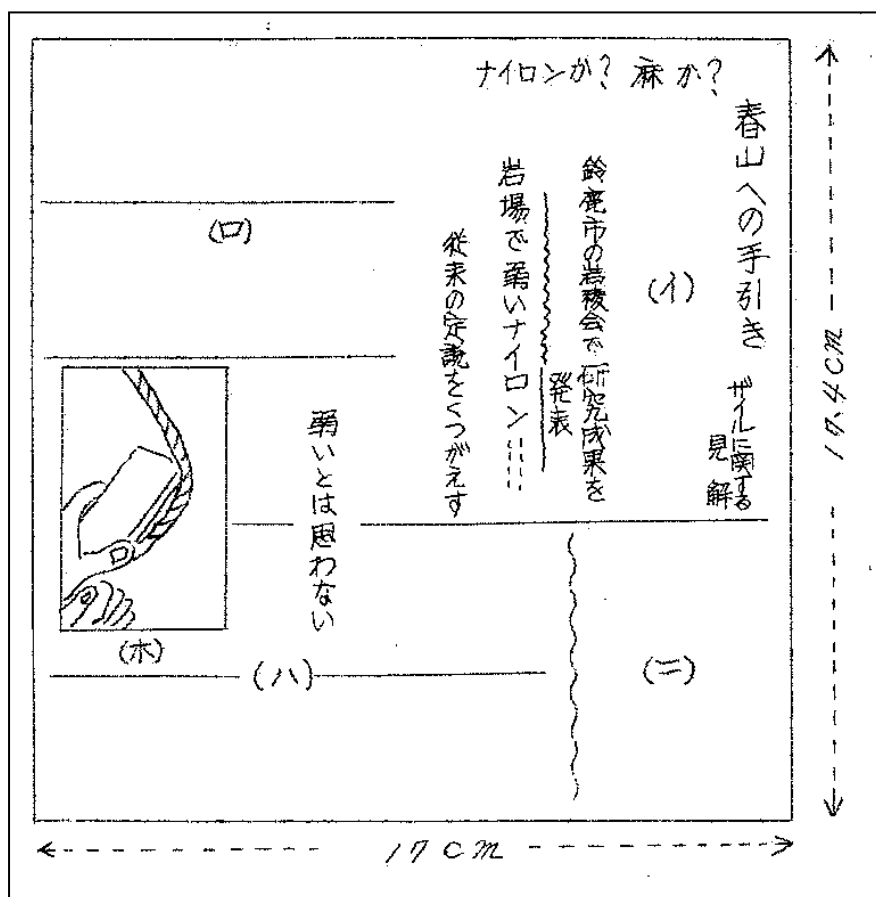 ナイロンか?麻か?
春山への手引き
ザイルに関する
見解
(イ)
鈴鹿市の岩稜会で研究成果を
発表
岩場で弱いナイロン……
従来の定説をくつがえす
(ロ)
弱いとは思わない
(ホ)
(ハ)
(ニ)
17.4cm
17cm